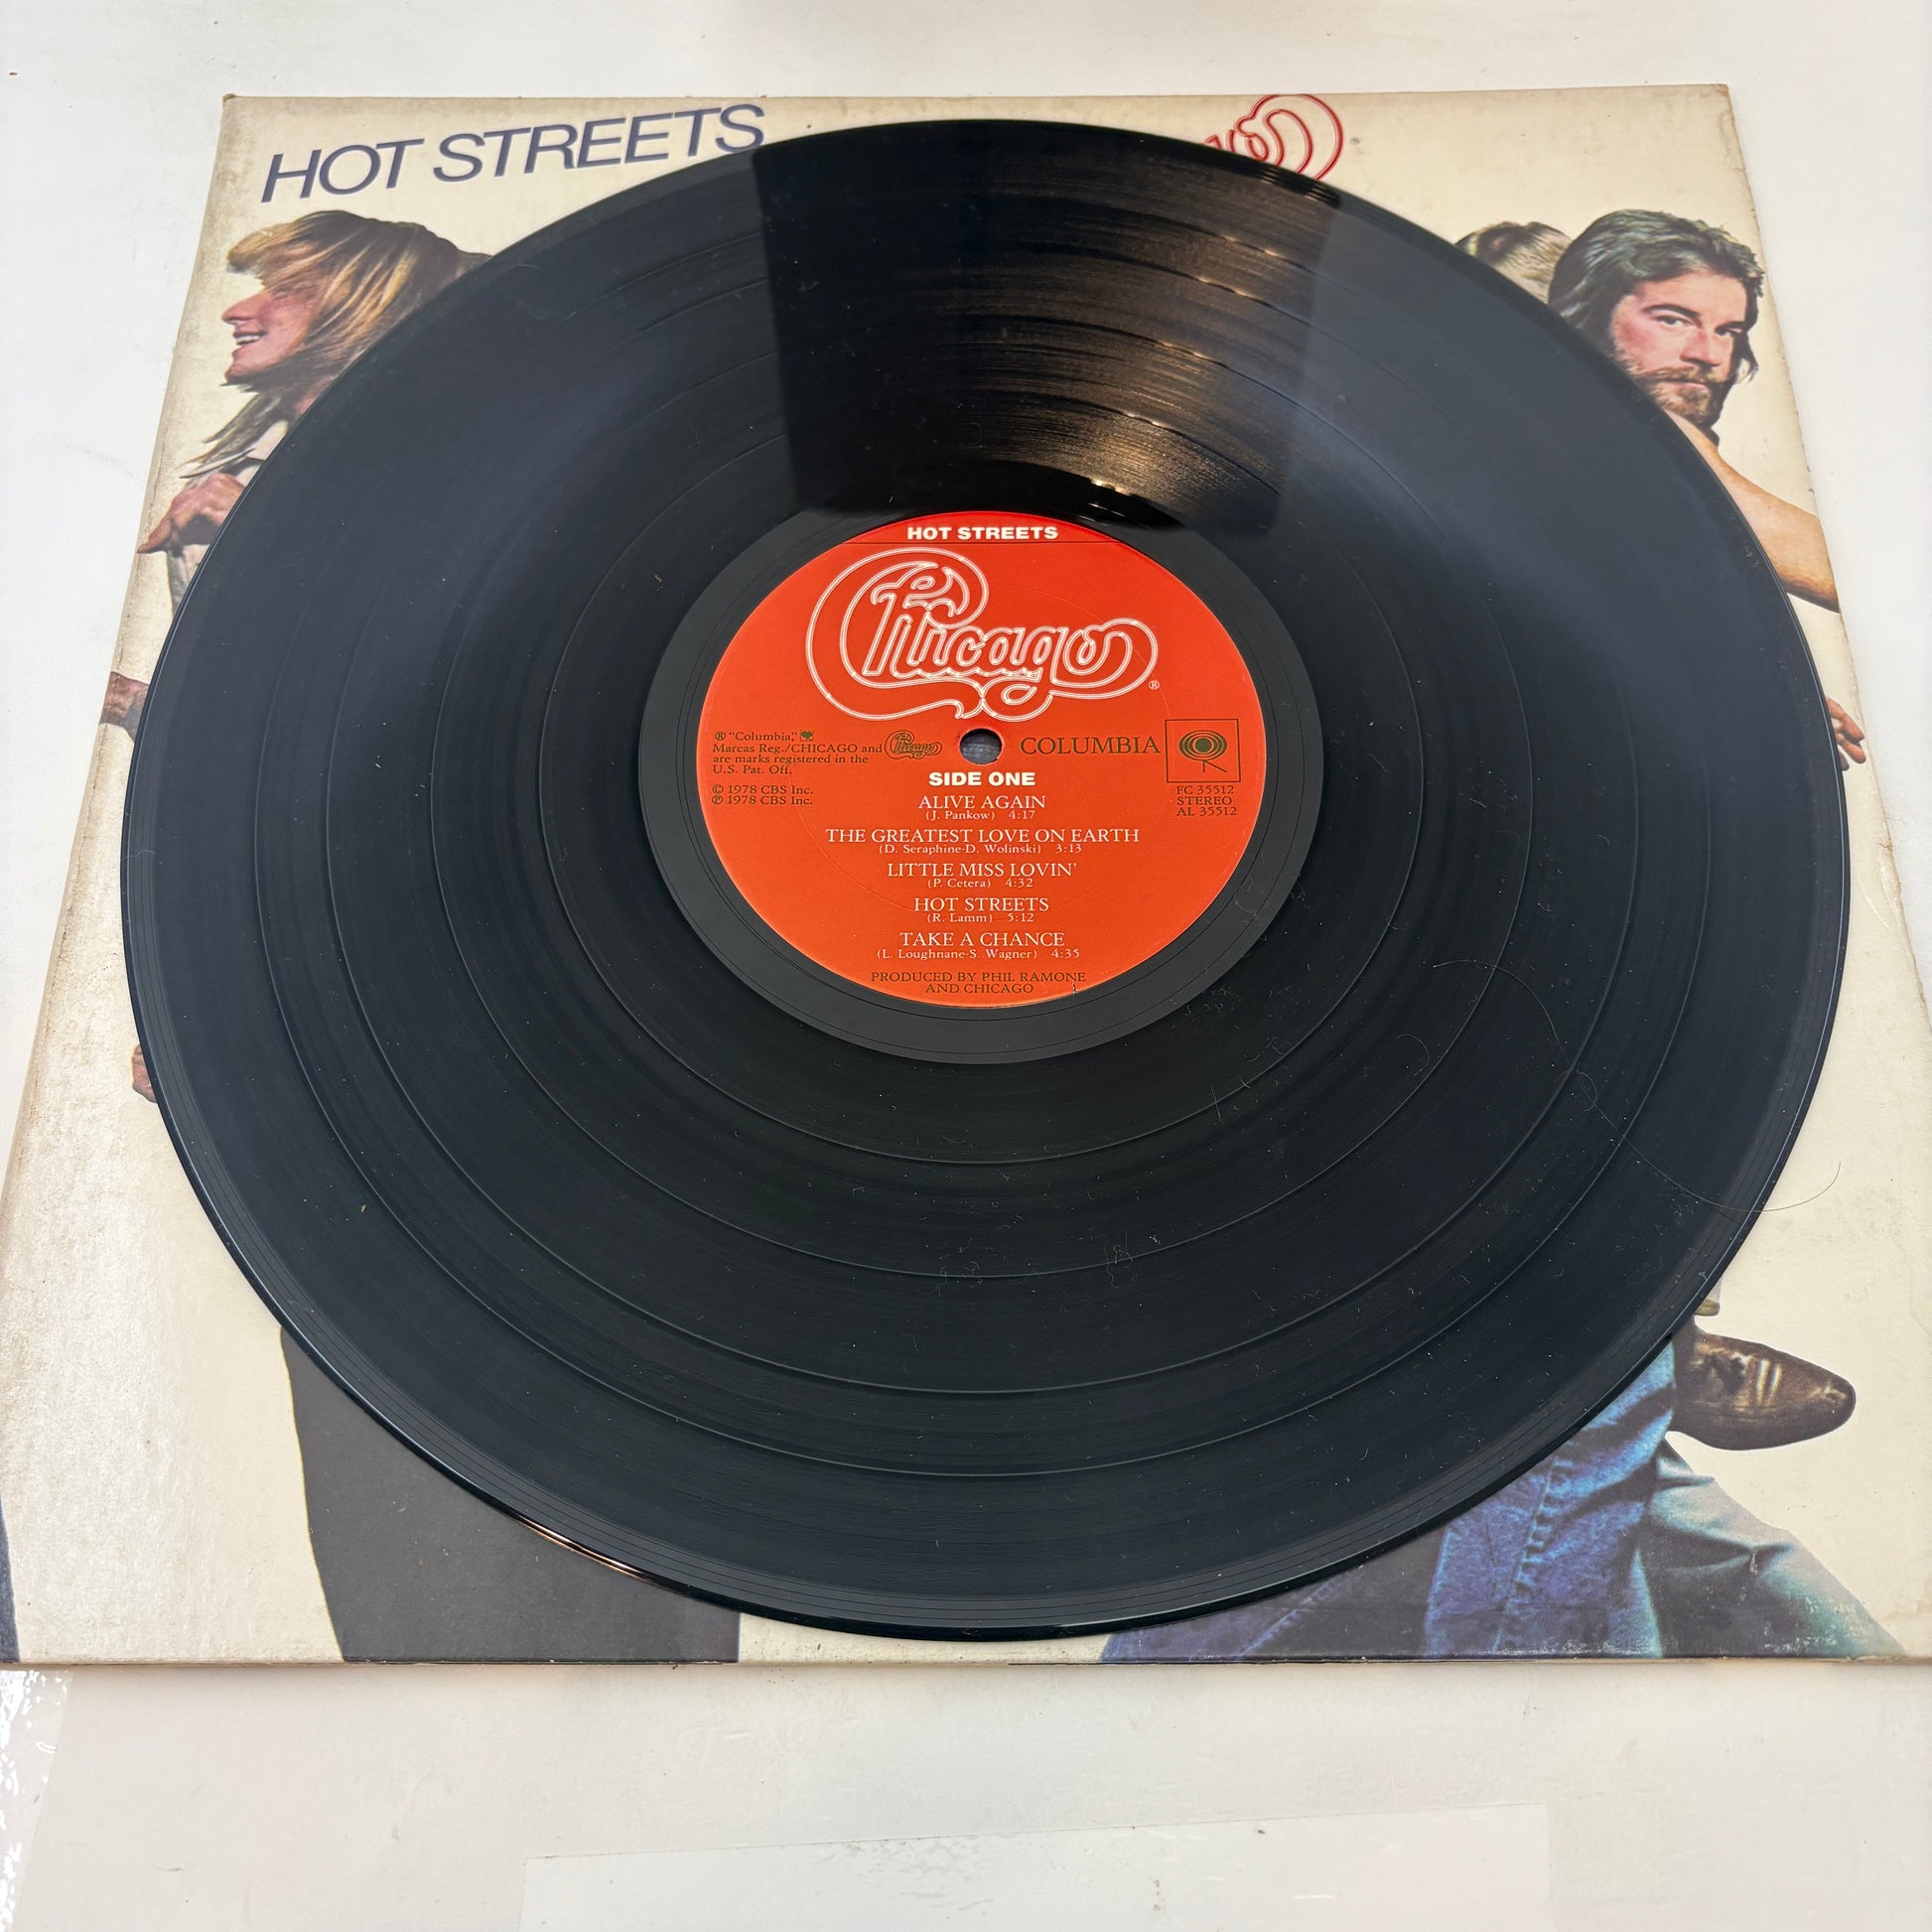 HOT STREETS
HOT STREETS
Chicago
®
® "Columbia,"
Marcas Reg./CHICAGO and Chicago
are marks registered in the
U.S. Pat. Off.
© 1978 CBS Inc.
℗ 1978 CBS Inc.
COLUMBIA
FC 35512
STEREO
AL 35512
SIDE ONE
ALIVE AGAIN
(J. Pankow) 4:17
THE GREATEST LOVE ON EARTH
(D. Seraphine-D. Wolinski) 3:13
LITTLE MISS LOVIN'
(P. Cetera) 4:32
HOT STREETS
(R. Lamm) 5:12
TAKE A CHANCE
(L. Loughnane-S. Wagner) 4:35
PRODUCED BY PHIL RAMONE
AND CHICAGO